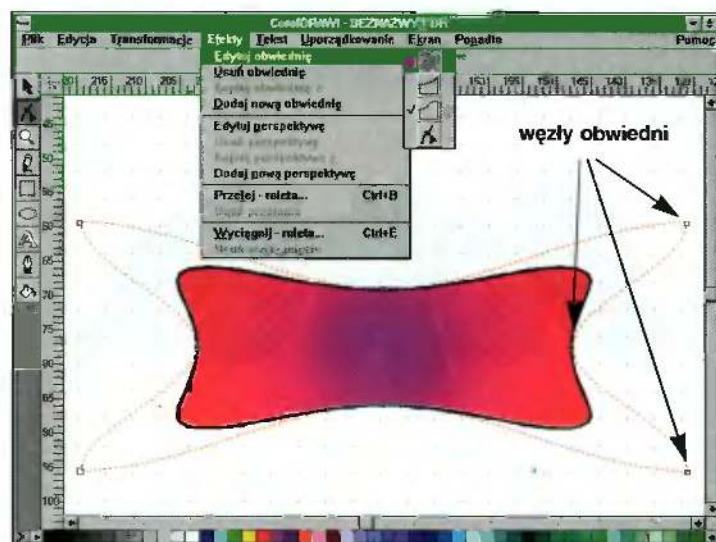 CorelDRAW! - BEZNAZWY.CDR
Plik Edycja Transformacje Efekty Tekst Uporządkowanie Ekran Ponadto Pomoc
Edytuj obwiednię
Usuń obwiednię
Dodaj nową obwiednię
Edytuj perspektywę
Dodaj nową perspektywę
Przelej - roleta... Ctrl+B
Wyciągnij - roleta... Ctrl+E
węzły obwiedni